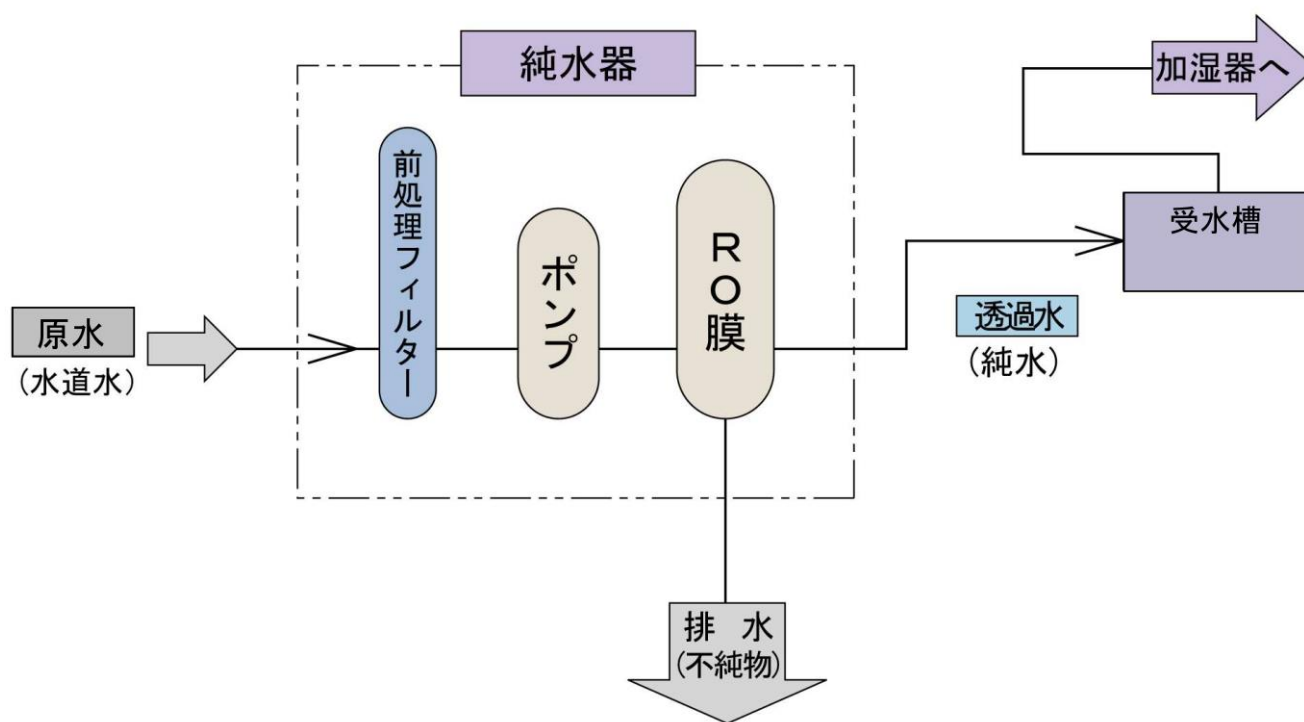 純水器
加湿器へ
前処理フィルター
ポンプ
RO膜
受水槽
原水
(水道水)
透過水
(純水)
排 水
(不純物)